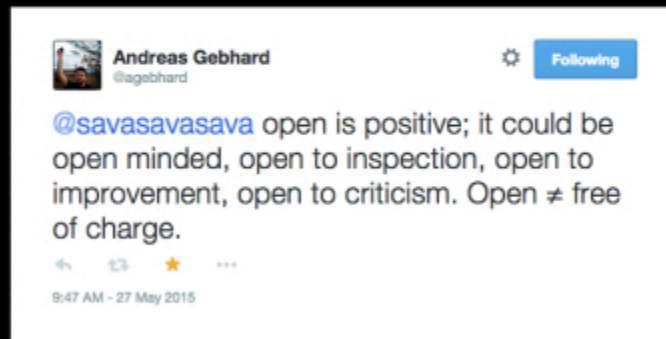 Andreas Gebhard
@agebhard
Following
@savasavasava open is positive; it could be
open minded, open to inspection, open to
improvement, open to criticism. Open ≠ free
of charge.
9:47 AM - 27 May 2015